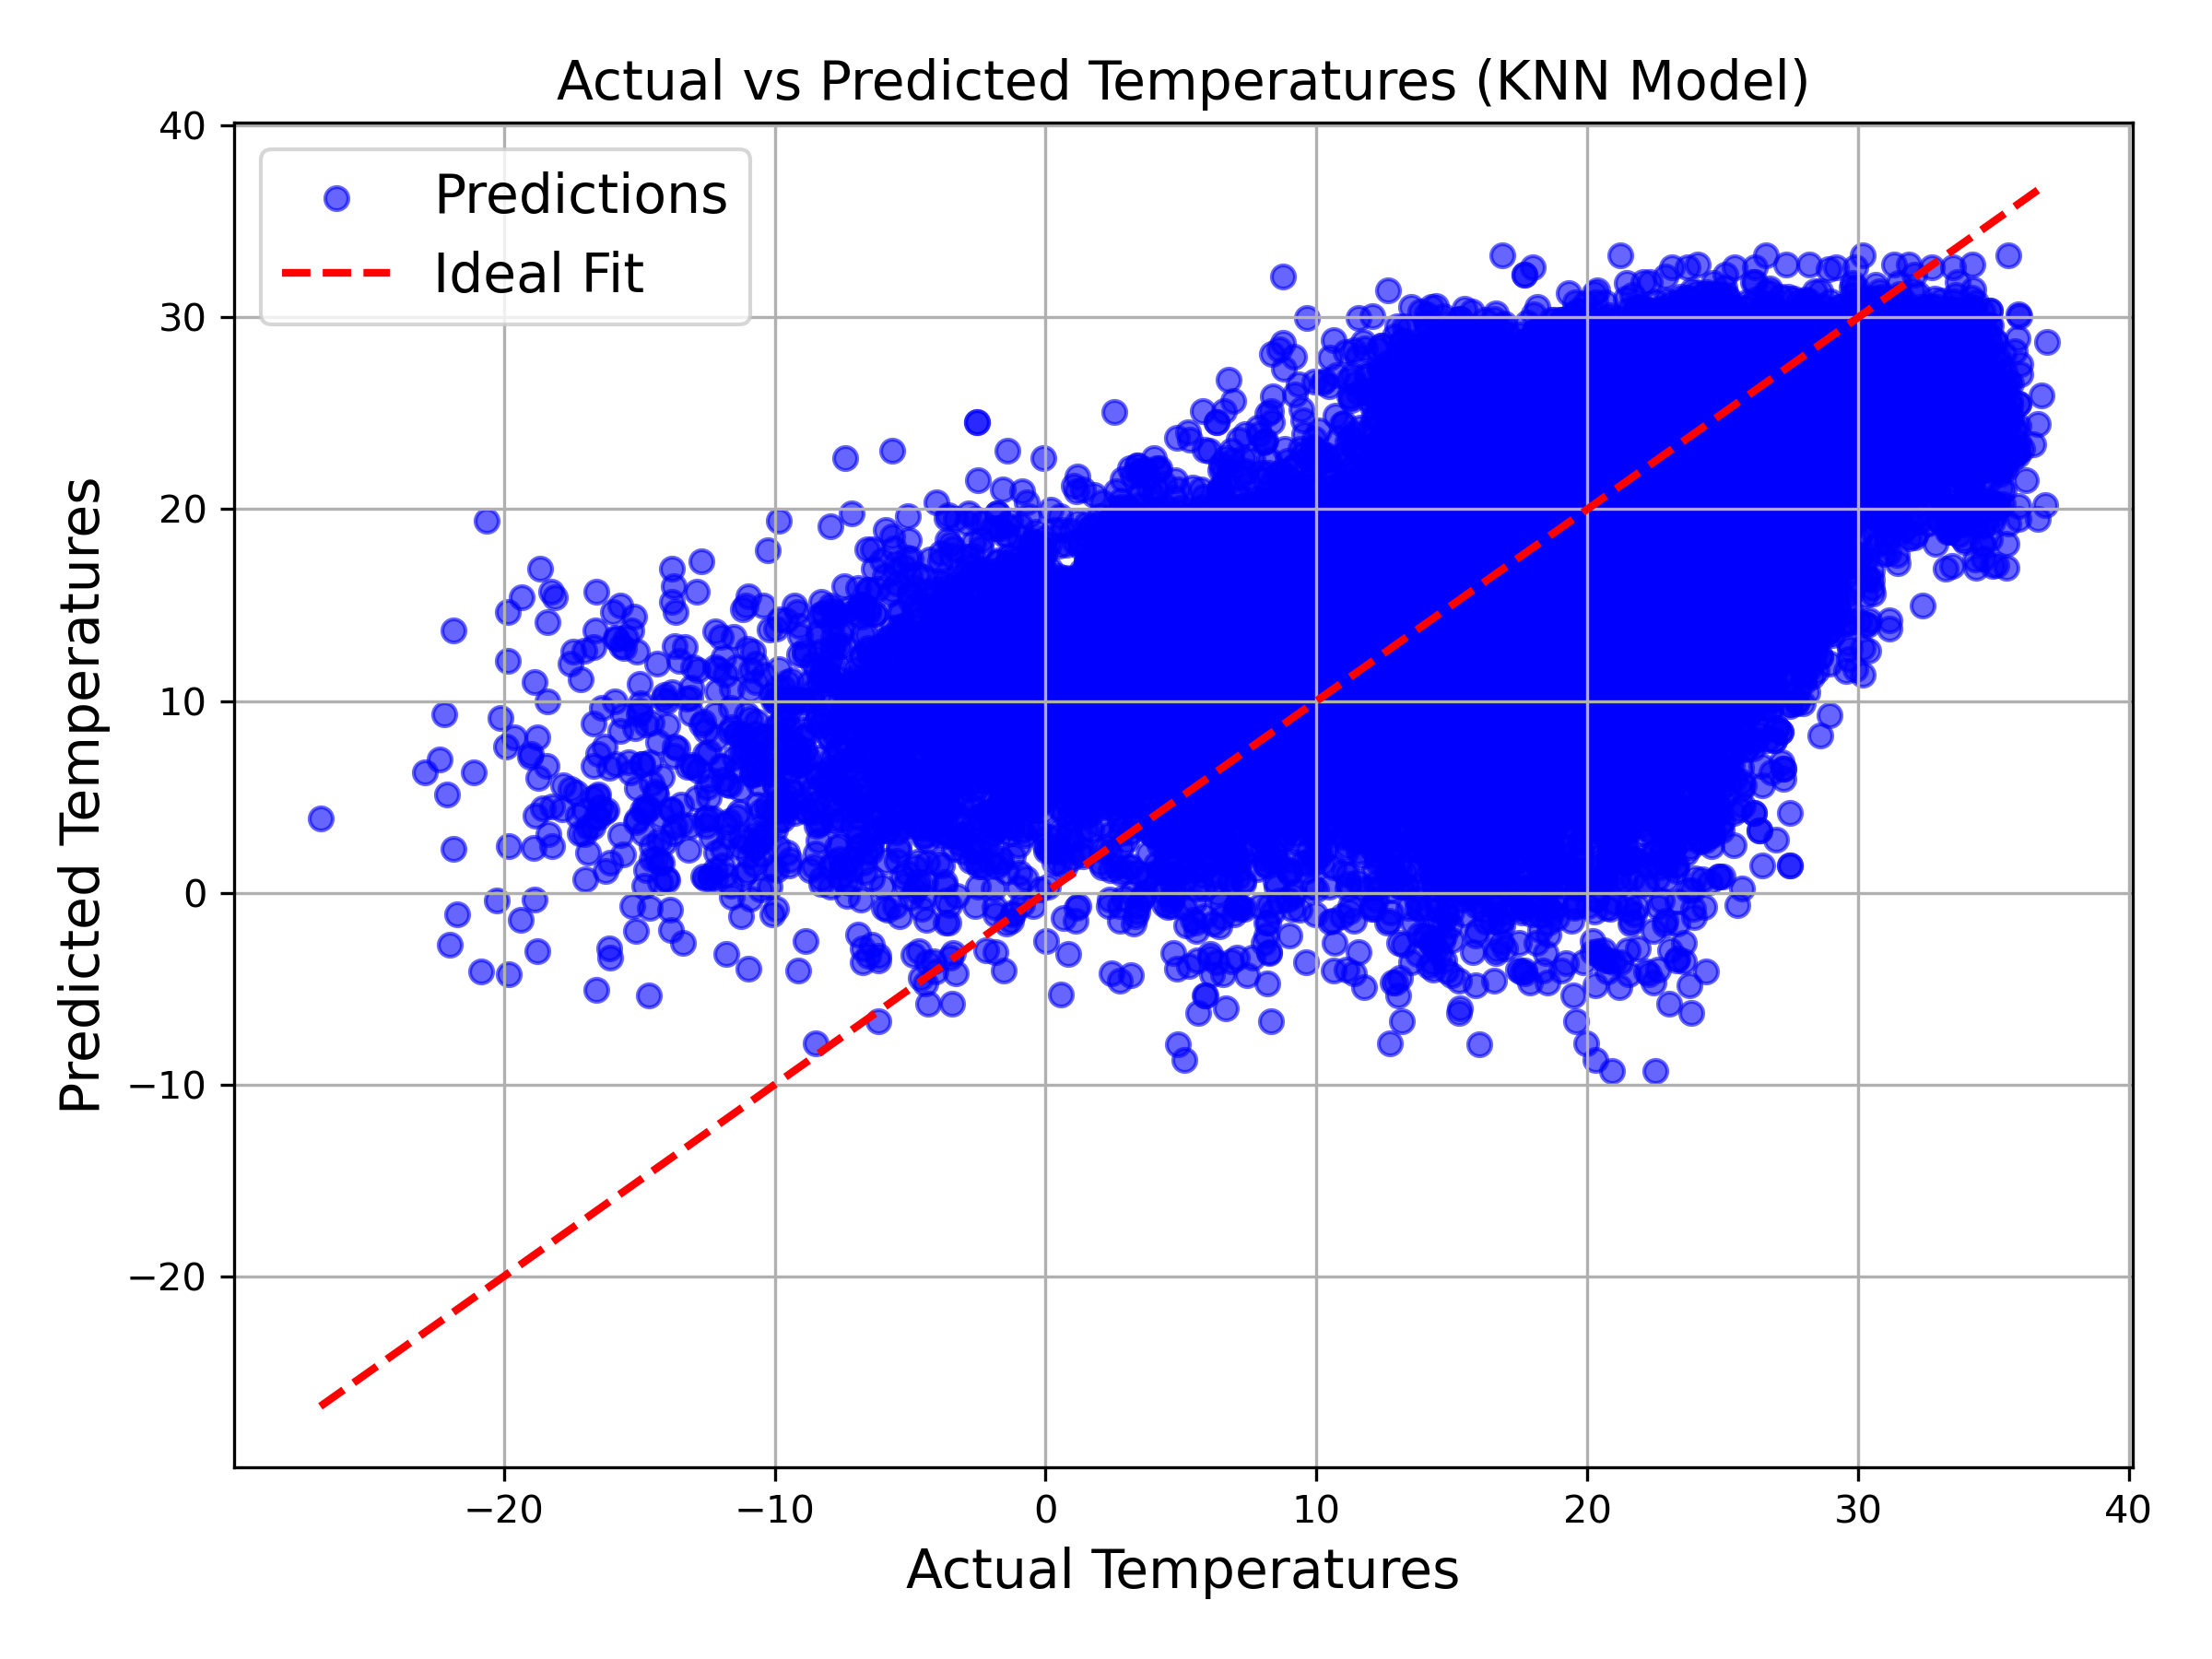 Actual vs Predicted Temperatures (KNN Model)
Predictions
Ideal Fit
40
30
20
10
0
−10
−20
Predicted Temperatures
−20
−10
0
10
20
30
40
Actual Temperatures